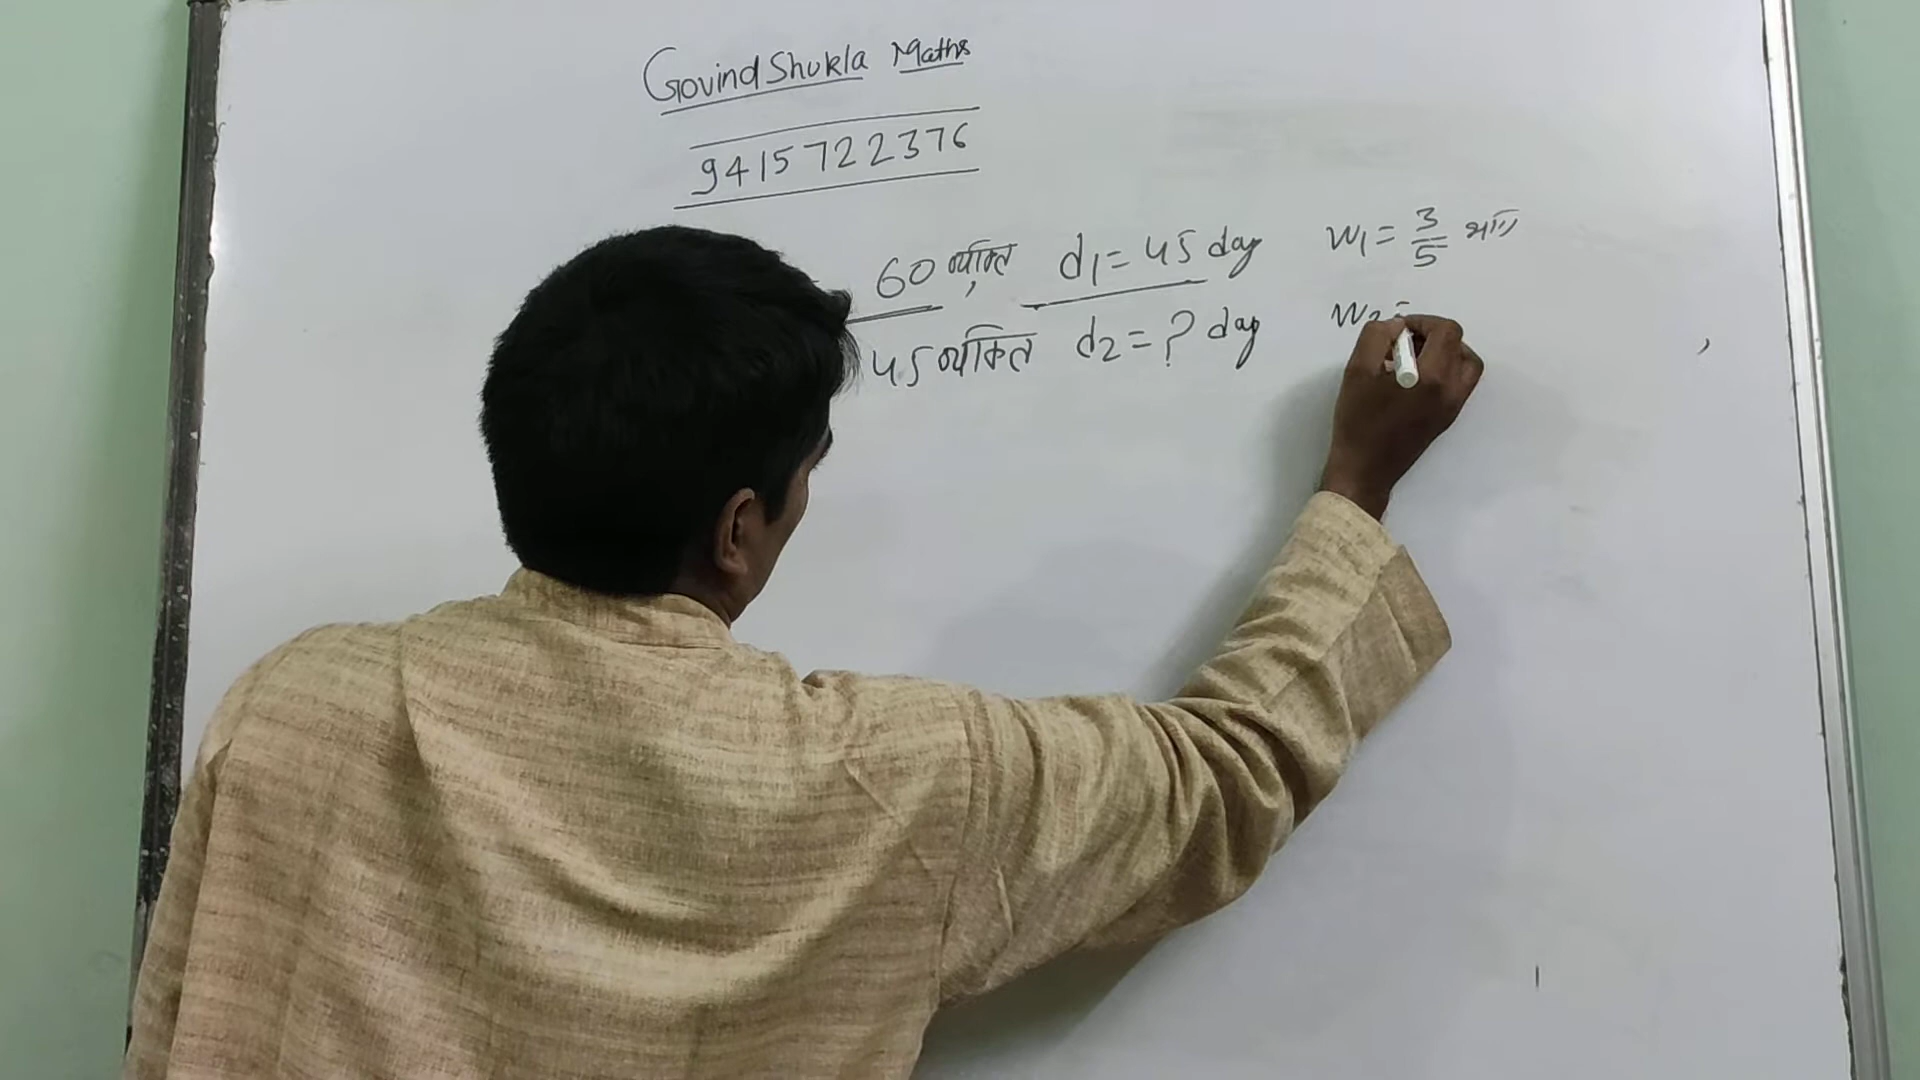 Govind Shukla Maths
9415722376
60 व्यक्ति, d1 = 45 day W1 = 3/5 भाग
45 व्यक्ति d2 = ? day W2 =